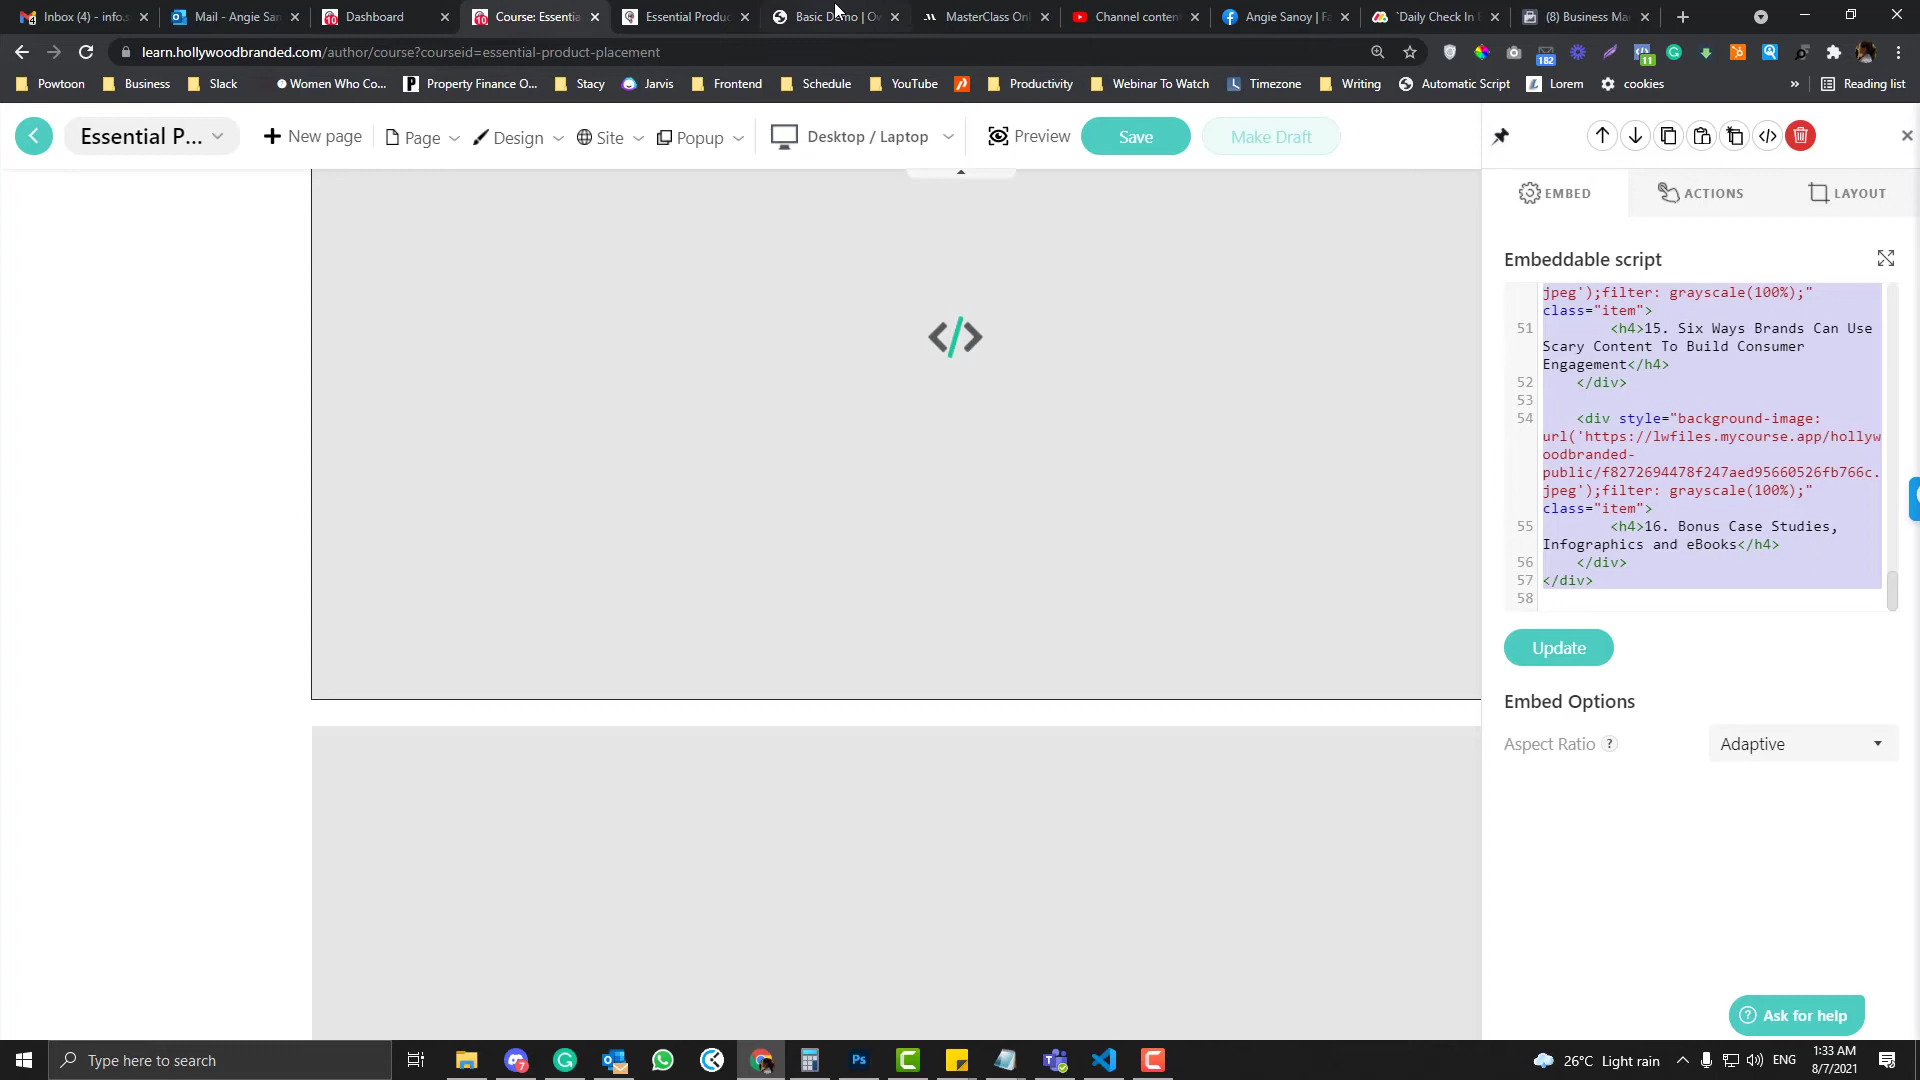 Inbox (4) - info.s
Mail - Angie San
Dashboard
Course: Essentia
Essential Produc
Basic Demo | Ow
MasterClass Onl
Channel content
Angie Sanoy | Fa
`Daily Check In
(8) Business Ma
learn.hollywoodbranded.com/author/course?courseid=essential-product-placement
182
11
Powtoon
Business
Slack
Women Who Co...
Property Finance O...
Stacy
Jarvis
Frontend
Schedule
YouTube
Productivity
Webinar To Watch
Timezone
Writing
Automatic Script
Lorem
cookies
»
Reading list
Essential P...
New page
Page
Design
Site
Popup
Desktop / Laptop
Preview
Save
Make Draft
EMBED
ACTIONS
LAYOUT
Embeddable script
jpeg');filter: grayscale(100%);"
class="item">
51 <h4>15. Six Ways Brands Can Use
Scary Content To Build Consumer
Engagement</h4>
52 </div>
53
54 <div style="background-image:
url('https://lwfiles.mycourse.app/hollyw
oodbranded-
public/f8272694478f247aed95660526fb766c.
jpeg');filter: grayscale(100%);"
class="item">
55 <h4>16. Bonus Case Studies,
Infographics and eBooks</h4>
56 </div>
57 </div>
58
Update
Embed Options
Aspect Ratio ?
Adaptive
Ask for help
Type here to search
26°C Light rain
ENG
1:33 AM
8/7/2021